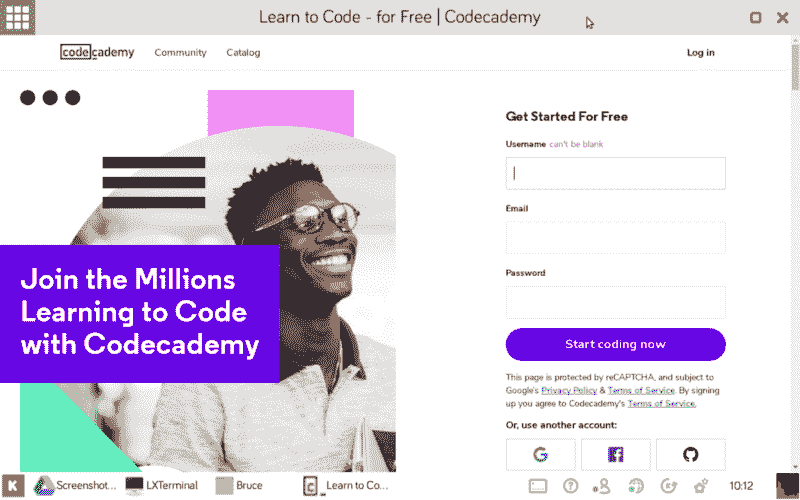 Learn to Code - for Free | Codecademy
codecademy
Community
Catalog
Log in
Get Started For Free
Username can't be blank
Email
Password
Start coding now
This page is protected by reCAPTCHA, and subject to
Google's Privacy Policy & Terms of Service. By signing
up you agree to Codecademy's Terms of Service.
Or, use another account:
Join the Millions
Learning to Code
with Codecademy
K
Screenshot...
LXTerminal
Bruce
Learn to Co...
10:12